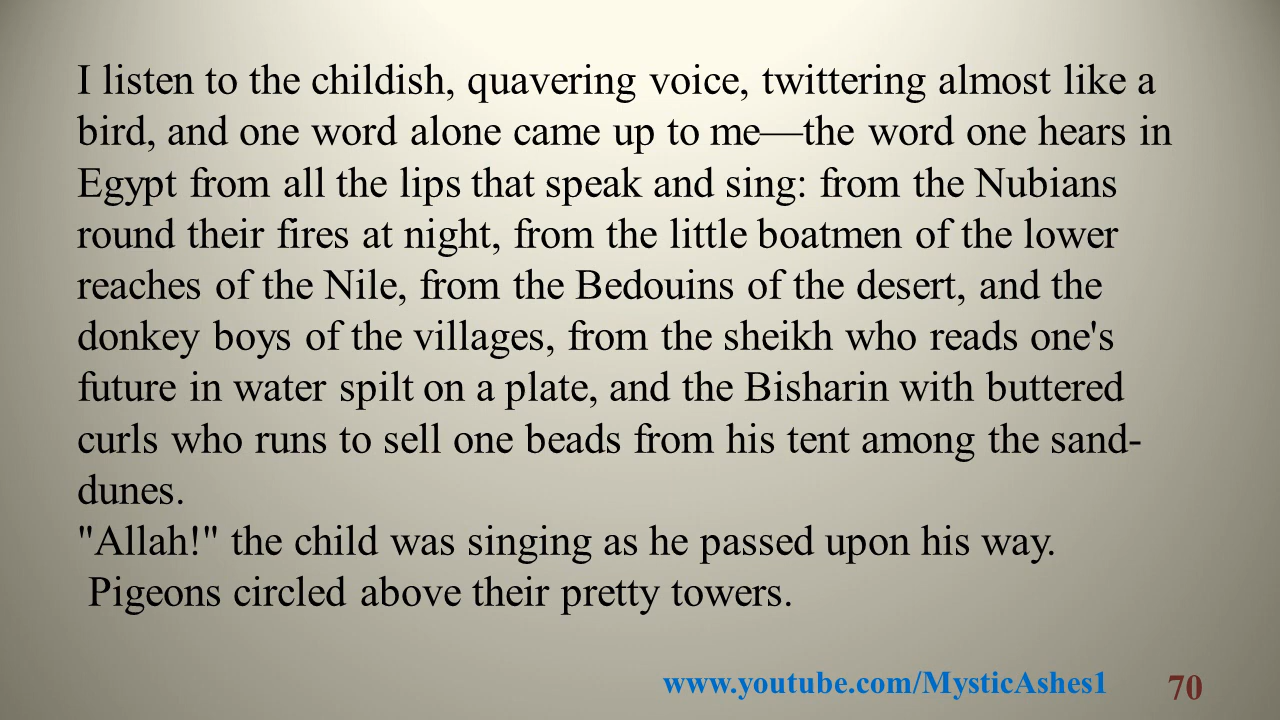 I listen to the childish, quavering voice, twittering almost like a
bird, and one word alone came up to me—the word one hears in
Egypt from all the lips that speak and sing: from the Nubians
round their fires at night, from the little boatmen of the lower
reaches of the Nile, from the Bedouins of the desert, and the
donkey boys of the villages, from the sheikh who reads one's
future in water spilt on a plate, and the Bisharin with buttered
curls who runs to sell one beads from his tent among the sand-
dunes.
"Allah!" the child was singing as he passed upon his way.
Pigeons circled above their pretty towers.
www.youtube.com/MysticAshes1
70